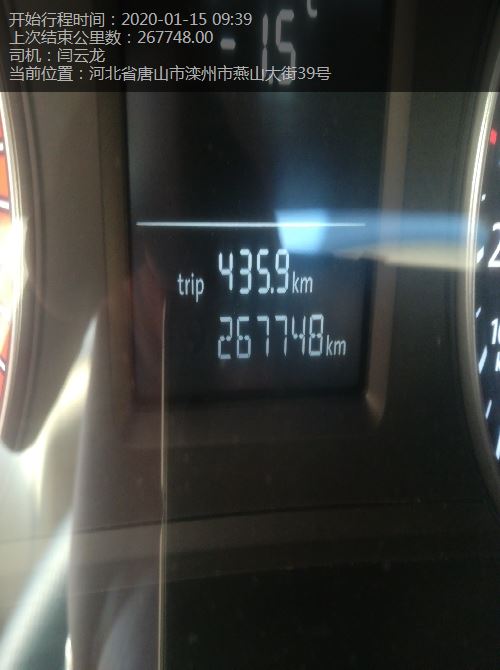 开始行程时间：2020-01-15 09:39
上次结束公里数：267748.00
司机：闫云龙
当前位置：河北省唐山市滦州市燕山大街39号
-15°C
trip 435.9km
267748km
2